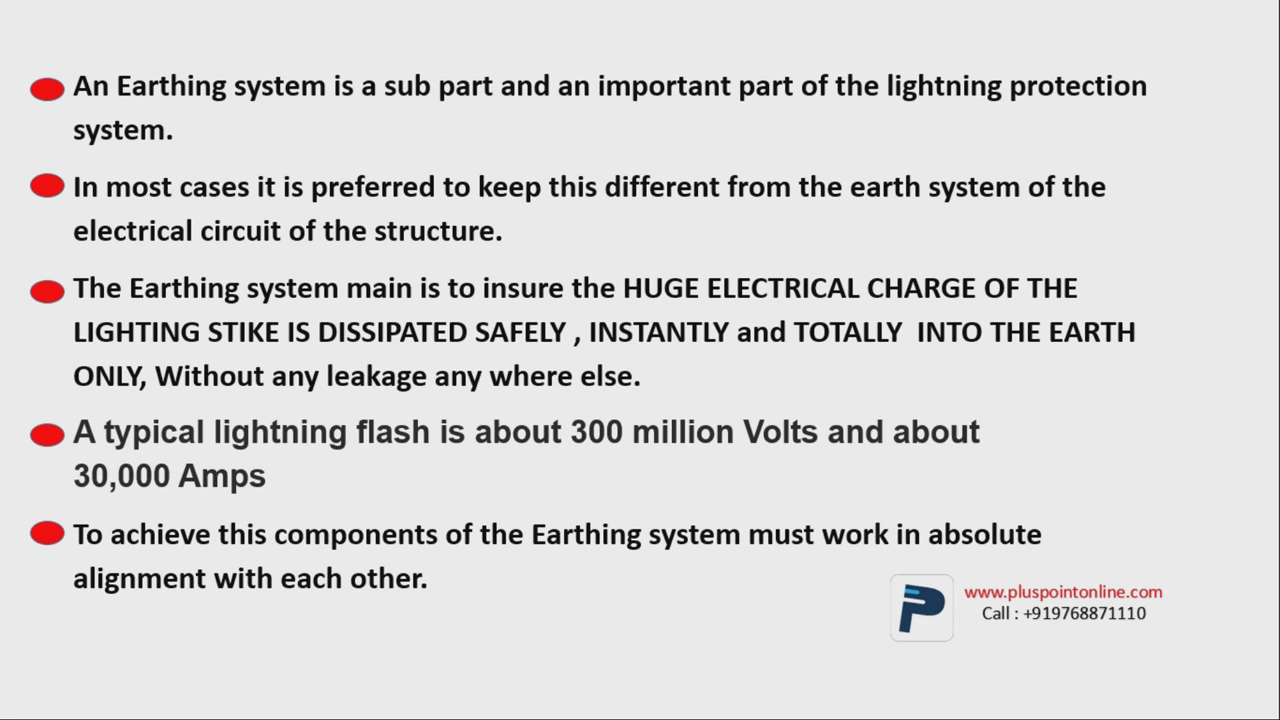 An Earthing system is a sub part and an important part of the lightning protection
system.
In most cases it is preferred to keep this different from the earth system of the
electrical circuit of the structure.
The Earthing system main is to insure the HUGE ELECTRICAL CHARGE OF THE
LIGHTING STIKE IS DISSIPATED SAFELY , INSTANTLY and TOTALLY  INTO THE EARTH
ONLY, Without any leakage any where else.
A typical lightning flash is about 300 million Volts and about
30,000 Amps
To achieve this components of the Earthing system must work in absolute
alignment with each other.
www.pluspointonline.com
Call : +919768871110